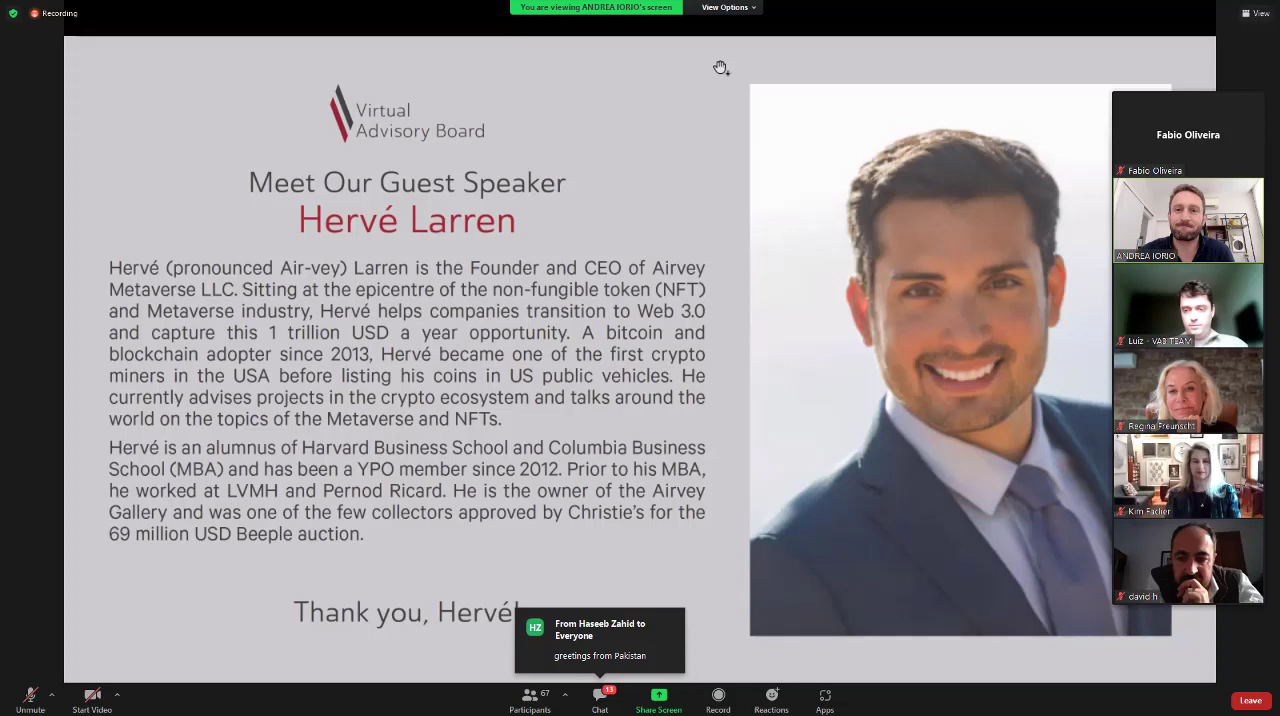 Recording
You are viewing ANDREA IORIO's screen
View Options
View
Virtual
Advisory Board
Meet Our Guest Speaker
Hervé Larren
Hervé (pronounced Air-vey) Larren is the Founder and CEO of Airvey
Metaverse LLC. Sitting at the epicentre of the non-fungible token (NFT)
and Metaverse industry, Hervé helps companies transition to Web 3.0
and capture this 1 trillion USD a year opportunity. A bitcoin and
blockchain adopter since 2013, Hervé became one of the first crypto
miners in the USA before listing his coins in US public vehicles. He
currently advises projects in the crypto ecosystem and talks around the
world on the topics of the Metaverse and NFTs.
Hervé is an alumnus of Harvard Business School and Columbia Business
School (MBA) and has been a YPO member since 2012. Prior to his MBA,
he worked at LVMH and Pernod Ricard. He is the owner of the Airvey
Gallery and was one of the few collectors approved by Christie's for the
69 million USD Beeple auction.
Thank you, Hervé!
Fabio Oliveira
Fabio Oliveira
ANDREA IORIO
Luiz - VAB TEAM
Regina Freunscht
Kim Faclier
david h
HZ
From Haseeb Zahid to
Everyone
greetings from Pakistan
Unmute
Start Video
67
Participants
13
Chat
Share Screen
Record
Reactions
Apps
Leave